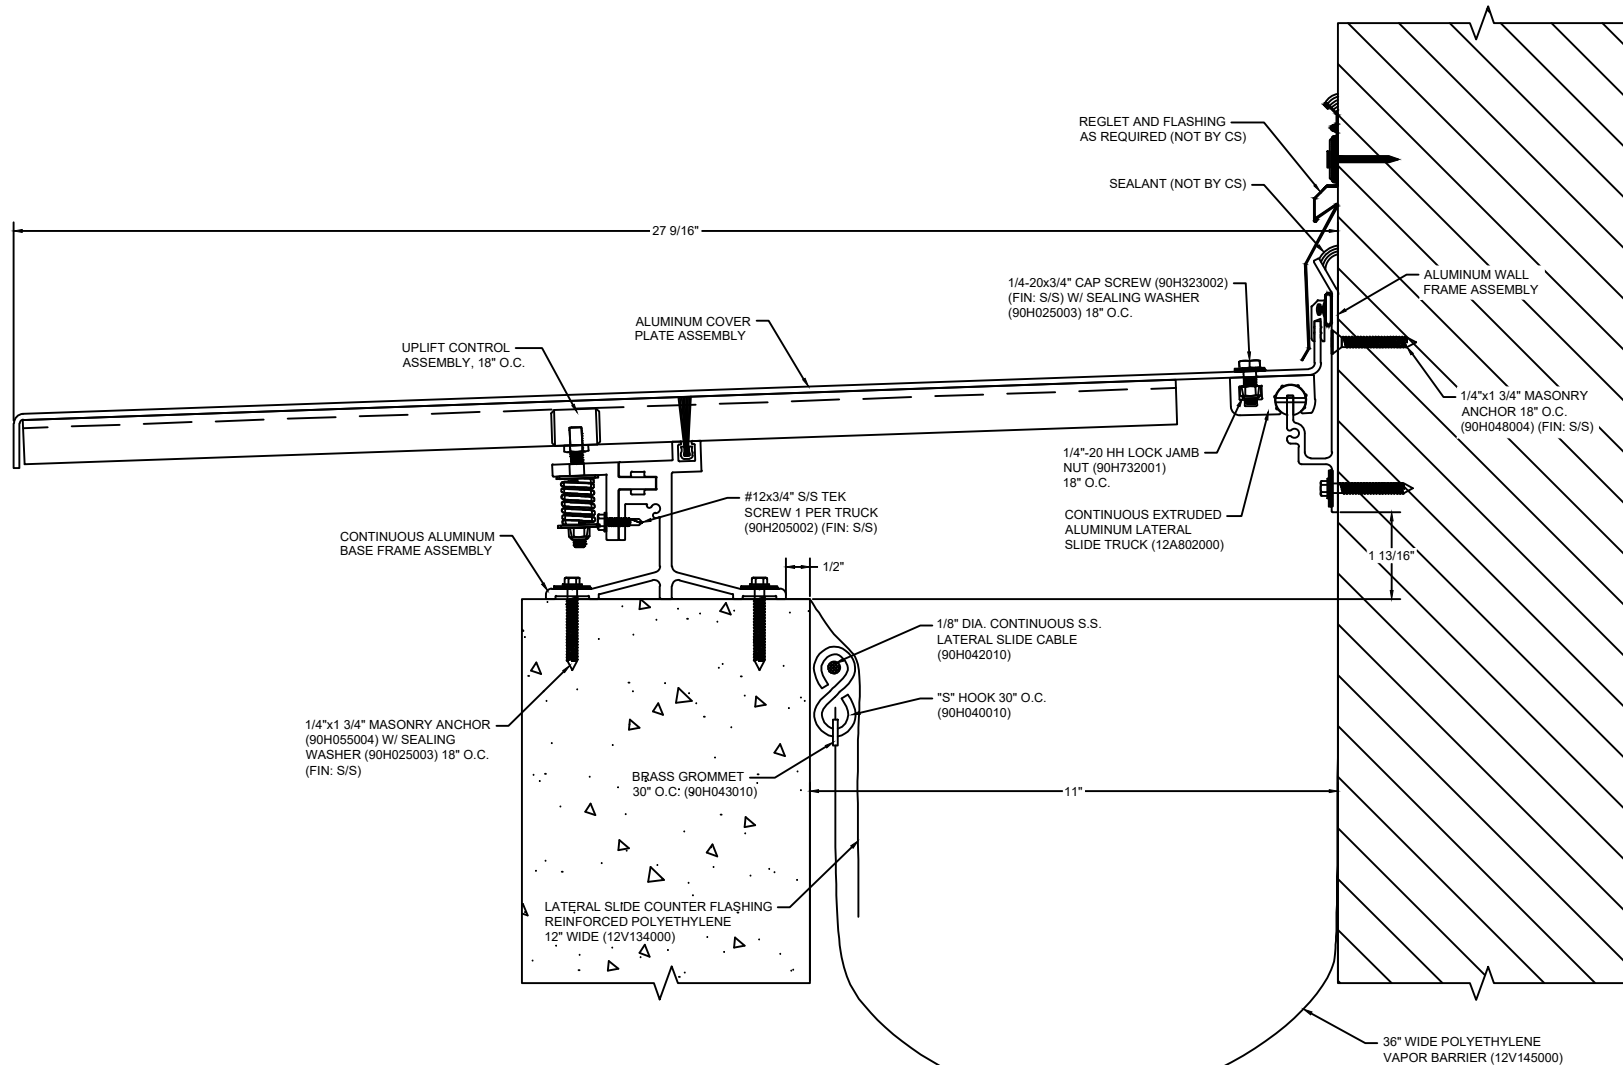 REGLET AND FLASHING
AS REQUIRED (NOT BY CS)
SEALANT (NOT BY CS)
27 9/16"
ALUMINUM WALL
FRAME ASSEMBLY
1/4-20x3/4" CAP SCREW (90H323002)
(FIN: S/S) W/ SEALING WASHER
(90H025003) 18" O.C.
ALUMINUM COVER
PLATE ASSEMBLY
UPLIFT CONTROL
ASSEMBLY, 18" O.C.
1/4"x1 3/4" MASONRY
ANCHOR 18" O.C.
(90H048004) (FIN: S/S)
1/4"-20 HH LOCK JAMB
NUT (90H732001)
18" O.C.
#12x3/4" S/S TEK
SCREW 1 PER TRUCK
(90H205002) (FIN: S/S)
CONTINUOUS EXTRUDED
ALUMINUM LATERAL
SLIDE TRUCK (12A802000)
CONTINUOUS ALUMINUM
BASE FRAME ASSEMBLY
1 13/16"
1/2"
1/8" DIA. CONTINUOUS S.S.
LATERAL SLIDE CABLE
(90H042010)
"S" HOOK 30" O.C.
(90H040010)
1/4"x1 3/4" MASONRY ANCHOR
(90H055004) W/ SEALING
WASHER (90H025003) 18" O.C.
(FIN: S/S)
BRASS GROMMET
30" O.C. (90H043010)
11"
LATERAL SLIDE COUNTER FLASHING
REINFORCED POLYETHYLENE
12" WIDE (12V134000)
36" WIDE POLYETHYLENE
VAPOR BARRIER (12V145000)